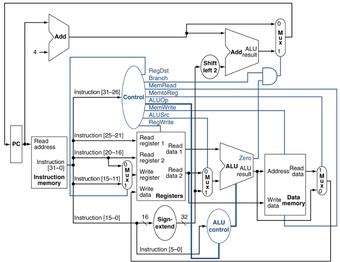 Add
4
Add ALU result
0 M u x 1
Shift left 2
RegDst
Branch
MemRead
MemtoReg
ALUOp
MemWrite
ALUSrc
RegWrite
Control
Instruction [31–26]
PC
Read address
Instruction [31–0]
Instruction memory
Instruction [25–21]
Instruction [20–16]
Instruction [15–11]
0 M u x 1
Read register 1
Read register 2
Write register
Write data
Read data 1
Read data 2
Registers
0 M u x 1
Zero
ALU ALU result
Address
Read data
Write data
Data memory
Instruction [15–0]
16
Sign-extend
32
ALU control
Instruction [5–0]